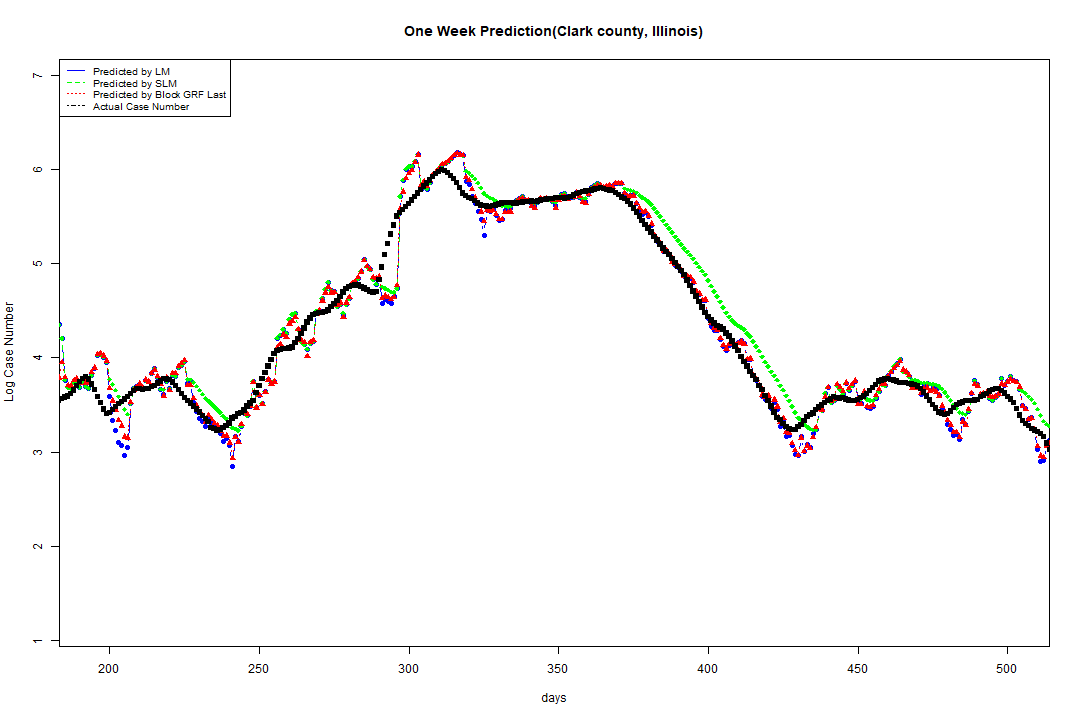 One Week Prediction(Clark county, Illinois)
Predicted by LM
Predicted by SLM
Predicted by Block GRF Last
Actual Case Number
7
6
5
4
3
2
1
Log Case Number
200 250 300 350 400 450 500
days